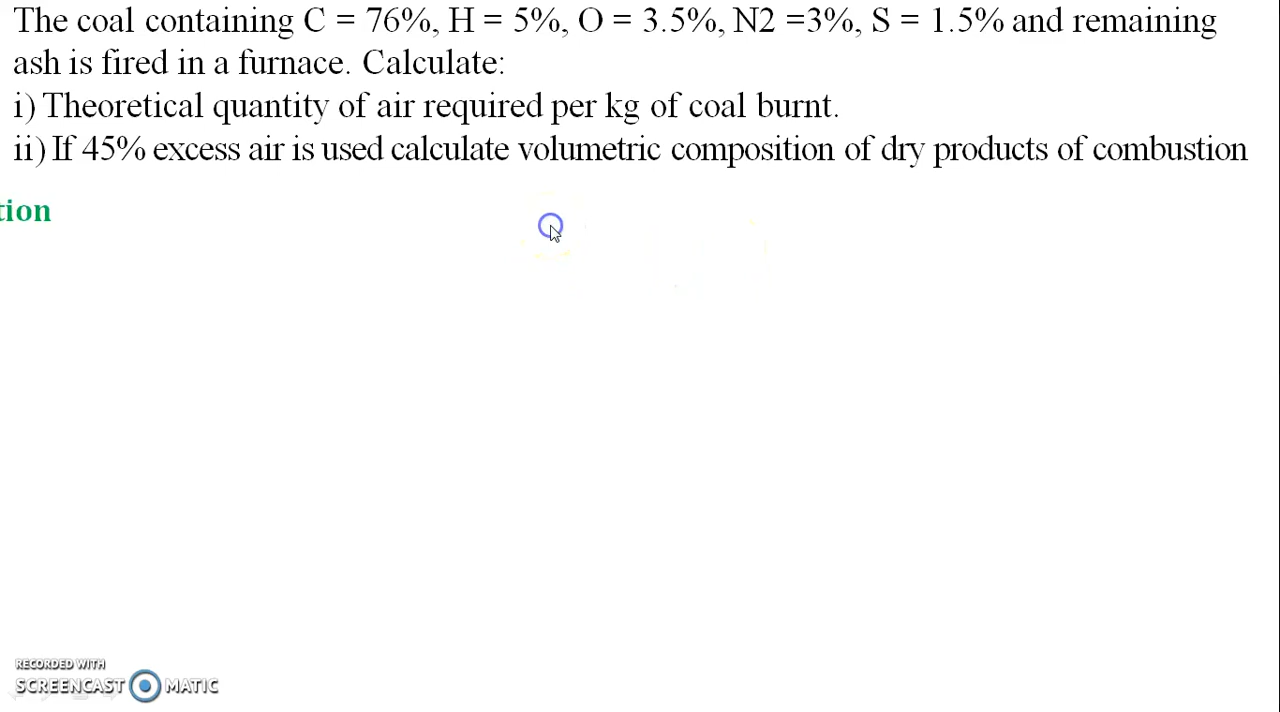 The coal containing C = 76%, H = 5%, O = 3.5%, N2 =3%, S = 1.5% and remaining
ash is fired in a furnace. Calculate:
i) Theoretical quantity of air required per kg of coal burnt.
ii) If 45% excess air is used calculate volumetric composition of dry products of combustion
tion
RECORDED WITH
SCREENCAST MATIC